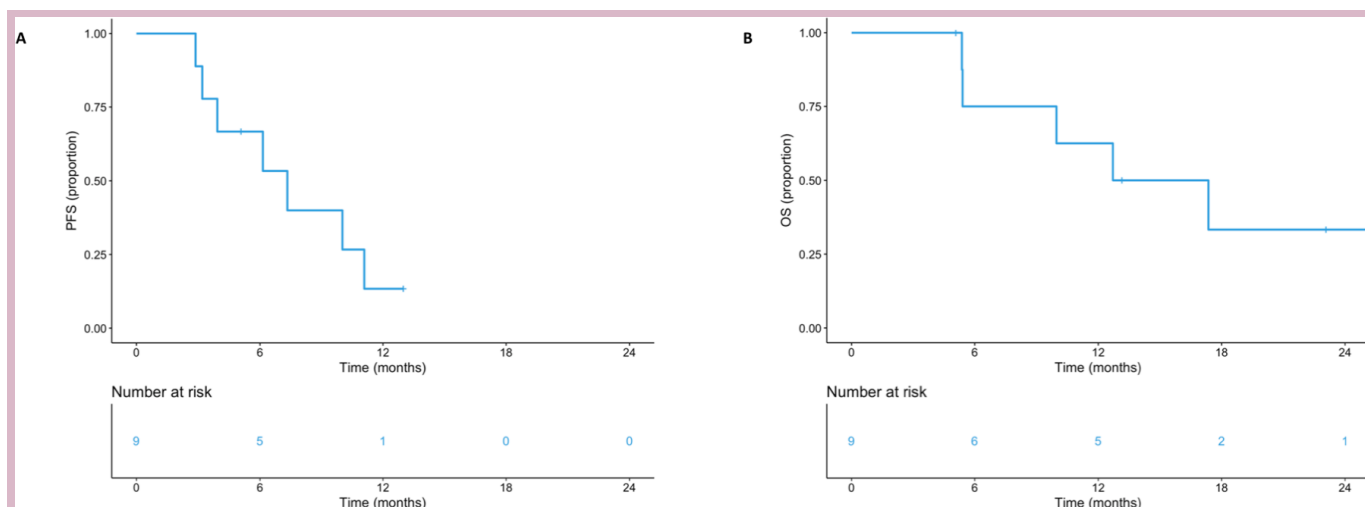 A
1.00
0.75
0.50
0.25
0.00
PFS (proportion)
0 6 12 18 24
Time (months)
Number at risk
9 5 1 0 0
0 6 12 18 24
Time (months)
B
1.00
0.75
0.50
0.25
0.00
OS (proportion)
0 6 12 18 24
Time (months)
Number at risk
9 6 5 2 1
0 6 12 18 24
Time (months)